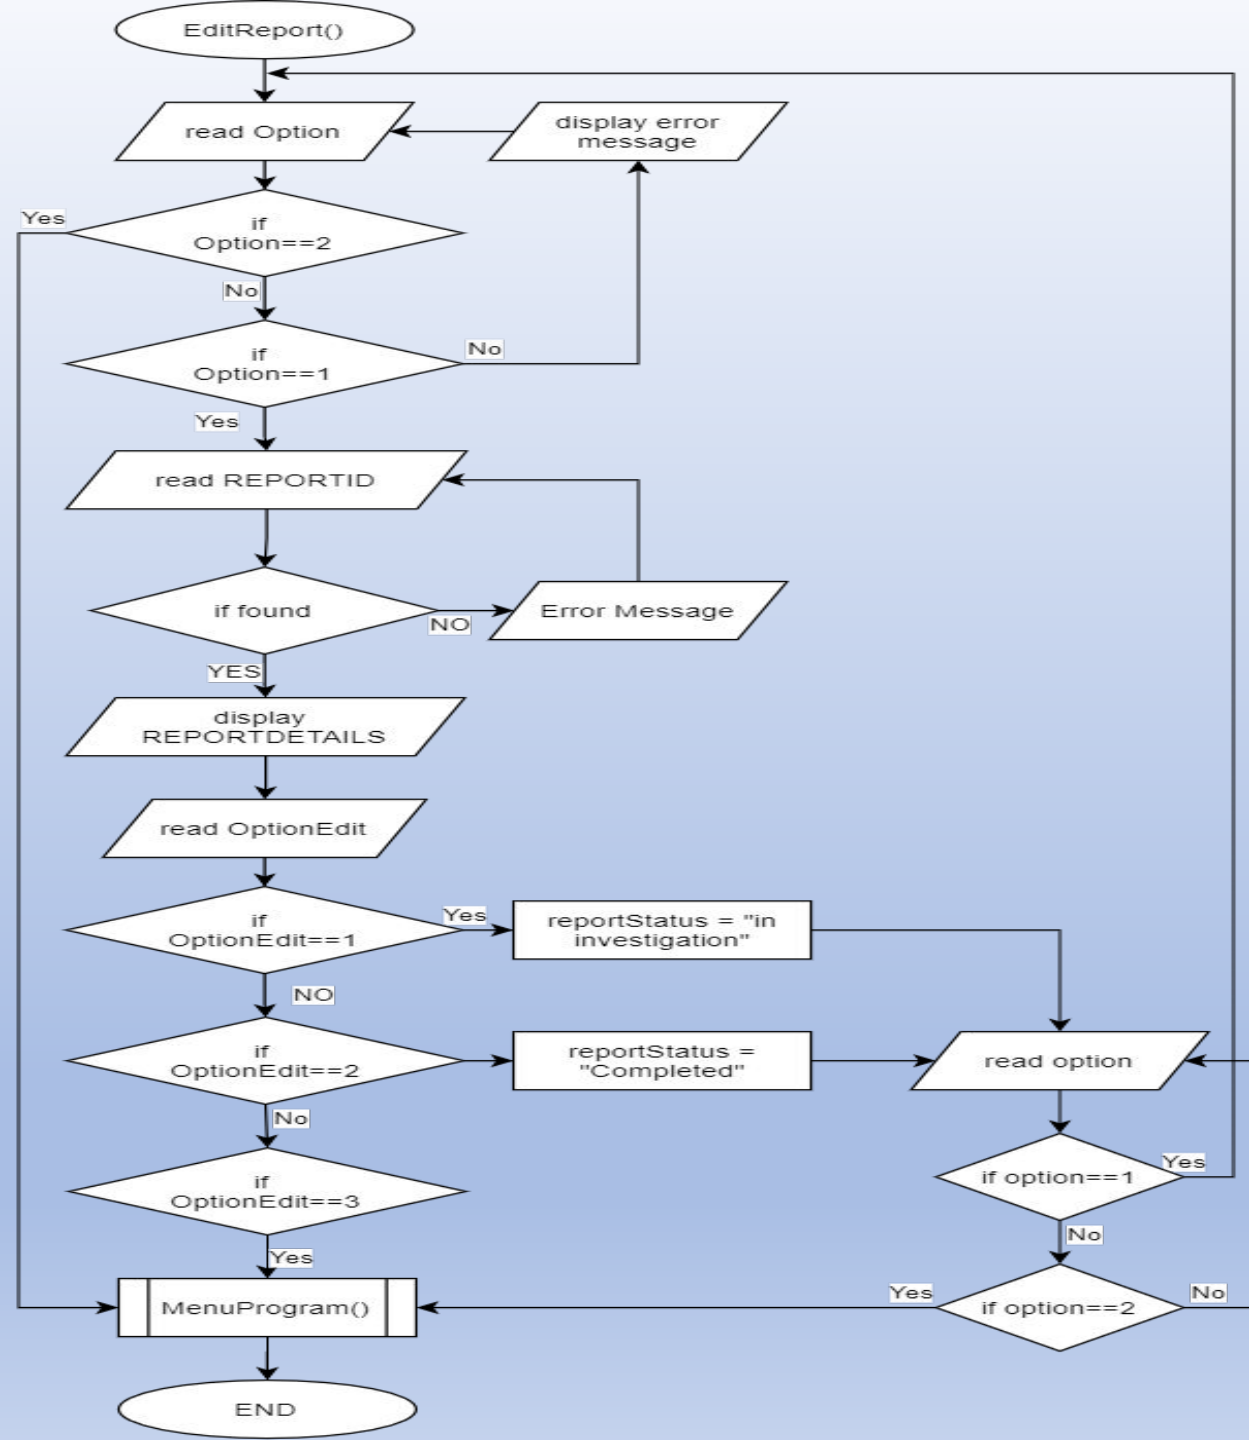 EditReport()
read Option
display error
message
Yes
if
Option==2
No
if
Option==1
No
Yes
read REPORTID
if found
NO
Error Message
YES
display
REPORTDETAILS
read OptionEdit
if
OptionEdit==1
Yes
reportStatus = "in
investigation"
NO
if
OptionEdit==2
reportStatus =
"Completed"
read option
No
if
OptionEdit==3
if option==1
Yes
No
Yes
MenuProgram()
Yes
if option==2
No
END